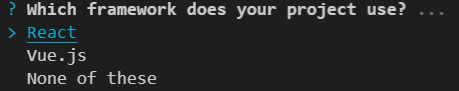 ? Which framework does your project use? ...
> React
Vue.js
None of these